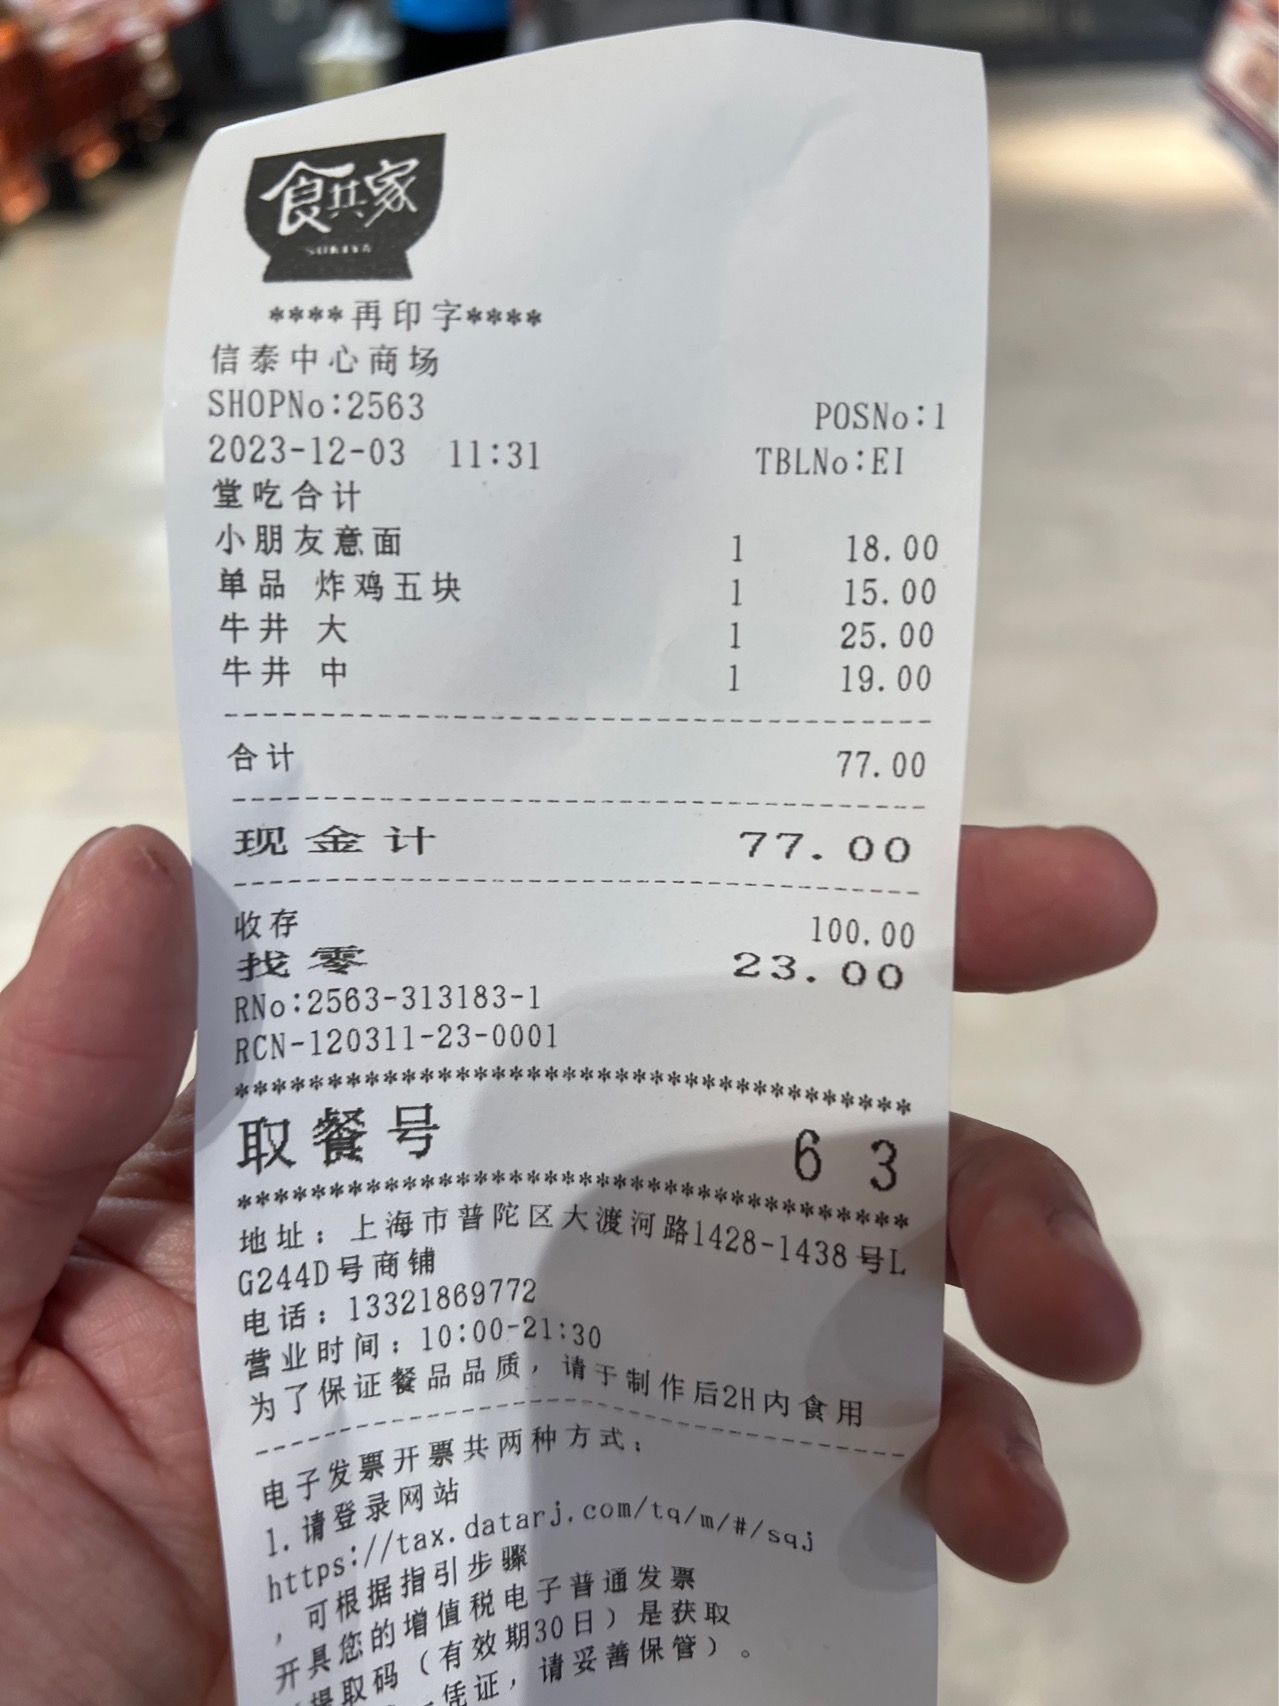 食其家
SUKIYA
****再印字****
信泰中心商场
SHOPNo:2563 POSNo:1
2023-12-03 11:31 TBLNo:EI
堂吃合计
小朋友意面 1 18.00
单品 炸鸡五块 1 15.00
牛丼 大 1 25.00
牛丼 中 1 19.00
合计 77.00
现金计 77.00
收存 100.00
找零 23.00
RNo:2563-313183-1
RCN-120311-23-0001
取餐号 63
地址：上海市普陀区大渡河路1428-1438号L
G244D号商铺
电话：13321869772
营业时间：10:00-21:30
为了保证餐品品质，请于制作后2H内食用
电子发票开票共两种方式：
1.请登录网站
https://tax.datarj.com/tq/m/#/sqj
，可根据指引步骤
开具您的增值税电子普通发票
提取码（有效期30日）是获取
凭证，请妥善保管）。